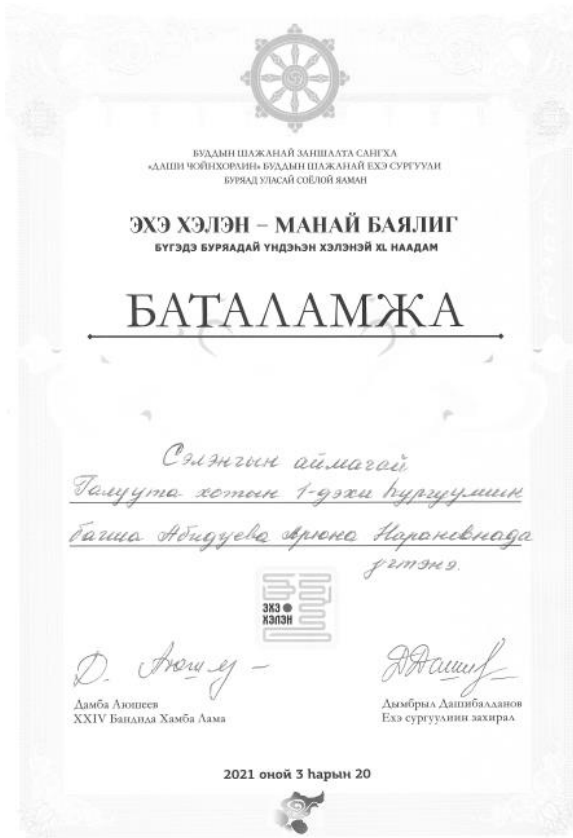 БУДДЫН ШАЖАНАЙ ЗАНШАЛТА САНГХА
«ДАШИ ЧОЙНХОРЛИН» БУДДЫН ШАЖАНАЙ ЕХЭ СУРГУУЛИ
БУРЯАД УЛАСАЙ СОЁЛОЙ ЯАМАН
ЭХЭ ХЭЛЭН – МАНАЙ БАЯЛИГ
БҮГЭДЭ БУРЯАДАЙ ҮНДЭҺЭН ХЭЛЭНЭЙ XL НААДАМ
БАТАЛАМЖА
Сэлэнгын аймагай
Галуута хотын 1-дэхи һургуулиин
багша Абидуева Арюна Нараневнада
үгтэнэ.
ЭХЭ
ХЭЛЭН
Дамба Аюшеев
XXIV Бандида Хамба Лама
Дымбрыл Дашибалданов
Ехэ сургуулиин захирал
2021 оной 3 һарын 20